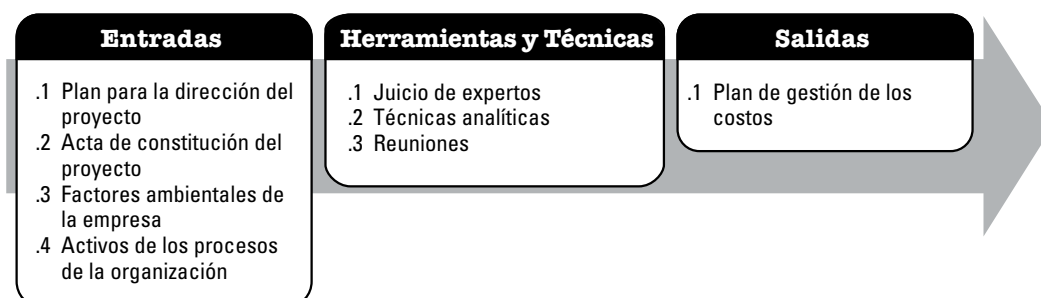 Entradas
.1 Plan para la dirección del
proyecto
.2 Acta de constitución del
proyecto
.3 Factores ambientales de
la empresa
.4 Activos de los procesos
de la organización
Herramientas y Técnicas
.1 Juicio de expertos
.2 Técnicas analíticas
.3 Reuniones
Salidas
.1 Plan de gestión de los
costos